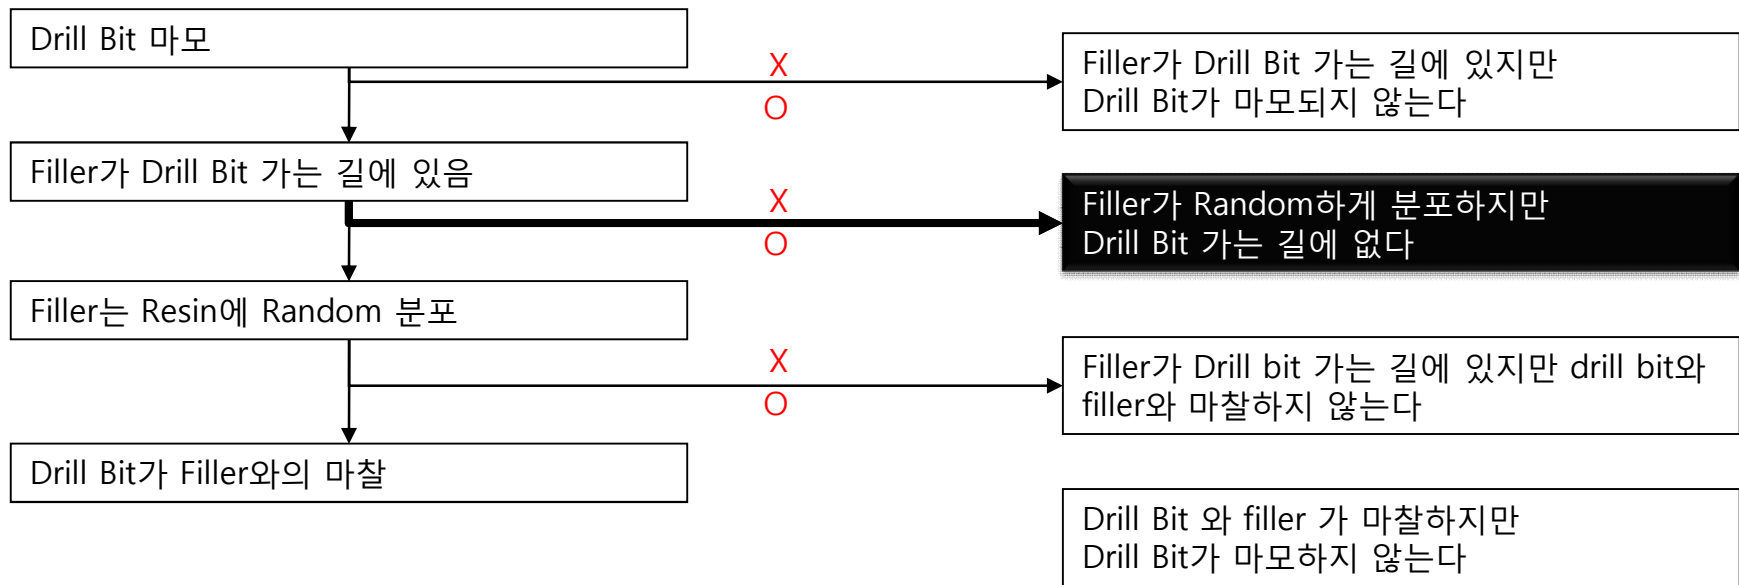 Drill Bit 마모
X
O
Filler가 Drill Bit 가는 길에 있지만
Drill Bit가 마모되지 않는다
Filler가 Drill Bit 가는 길에 있음
X
O
Filler가 Random하게 분포하지만
Drill Bit 가는 길에 없다
Filler는 Resin에 Random 분포
X
O
Filler가 Drill bit 가는 길에 있지만 drill bit와
filler와 마찰하지 않는다
Drill Bit가 Filler와의 마찰
Drill Bit 와 filler 가 마찰하지만
Drill Bit가 마모하지 않는다